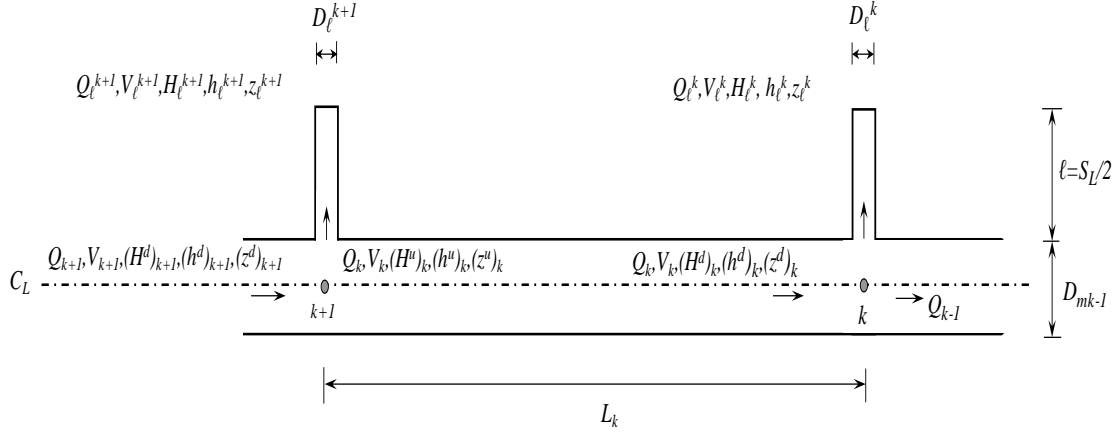 D_ℓ^{k+1}
D_ℓ^k
Q_ℓ^{k+1},V_ℓ^{k+1},H_ℓ^{k+1},h_ℓ^{k+1},z_ℓ^{k+1}
Q_ℓ^k,V_ℓ^k,H_ℓ^k, h_ℓ^k,z_ℓ^k
ℓ=S_L/2
Q_{k+1},V_{k+1},(H^d)_{k+1},(h^d)_{k+1},(z^d)_{k+1}
Q_k,V_k,(H^u)_k,(h^u)_k,(z^u)_k
Q_k,V_k,(H^d)_k,(h^d)_k,(z^d)_k
C_L
k+1
k
Q_{k-1}
D_{mk-1}
L_k